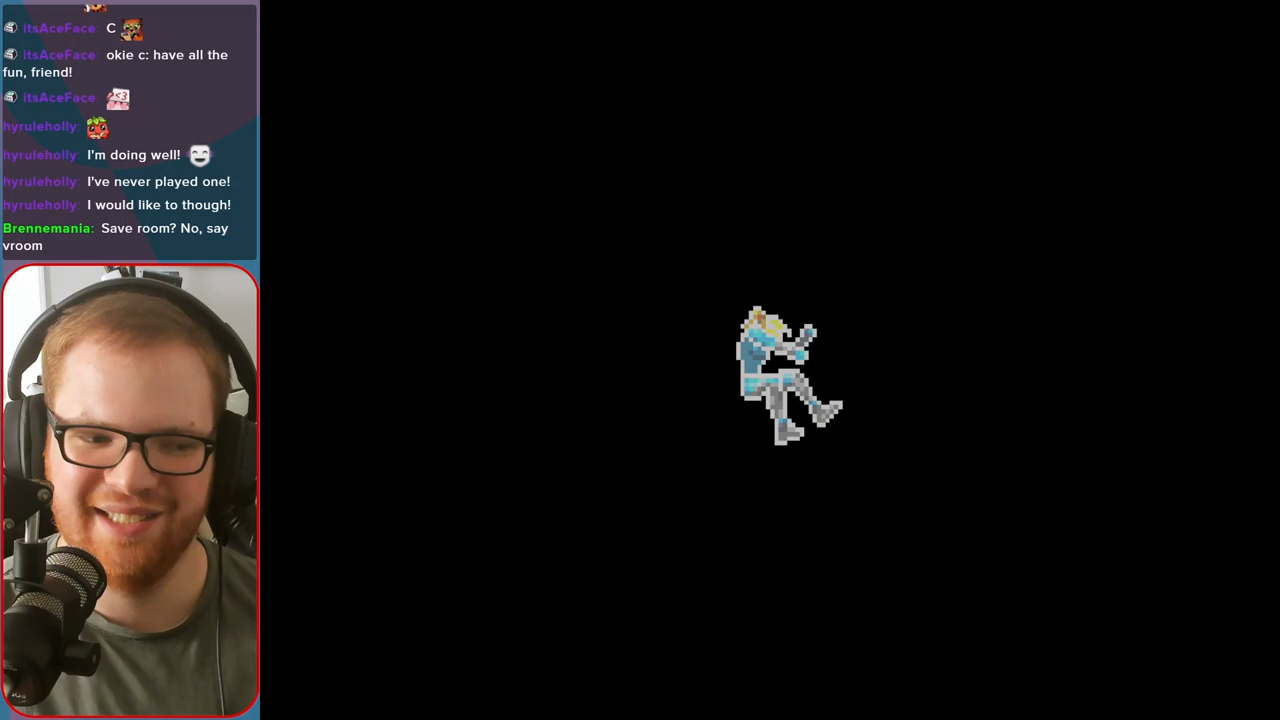 itsAceFace: C
itsAceFace: okie c: have all the
fun, friend!
itsAceFace
hyruleholly:
hyruleholly: I'm doing well!
hyruleholly: I've never played one!
hyruleholly: I would like to though!
Brennemania: Save room? No, say
vroom